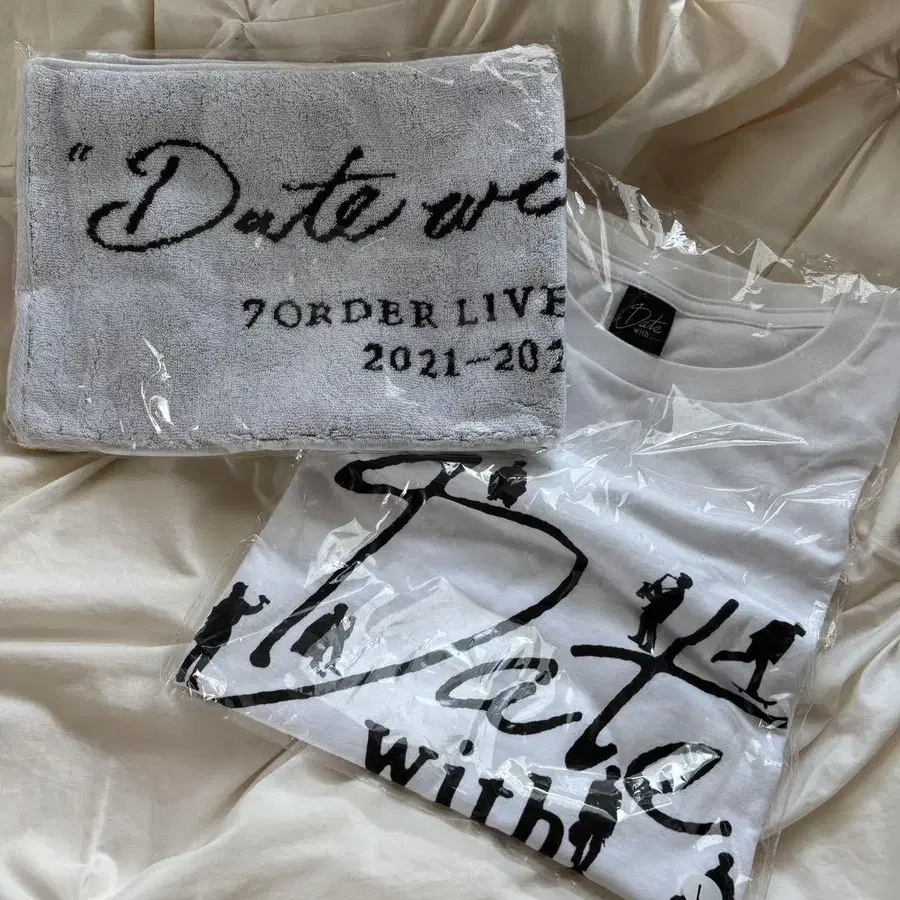 "Date wi
7ORDER LIVE
2021-202
Date
with...
Date
with
L